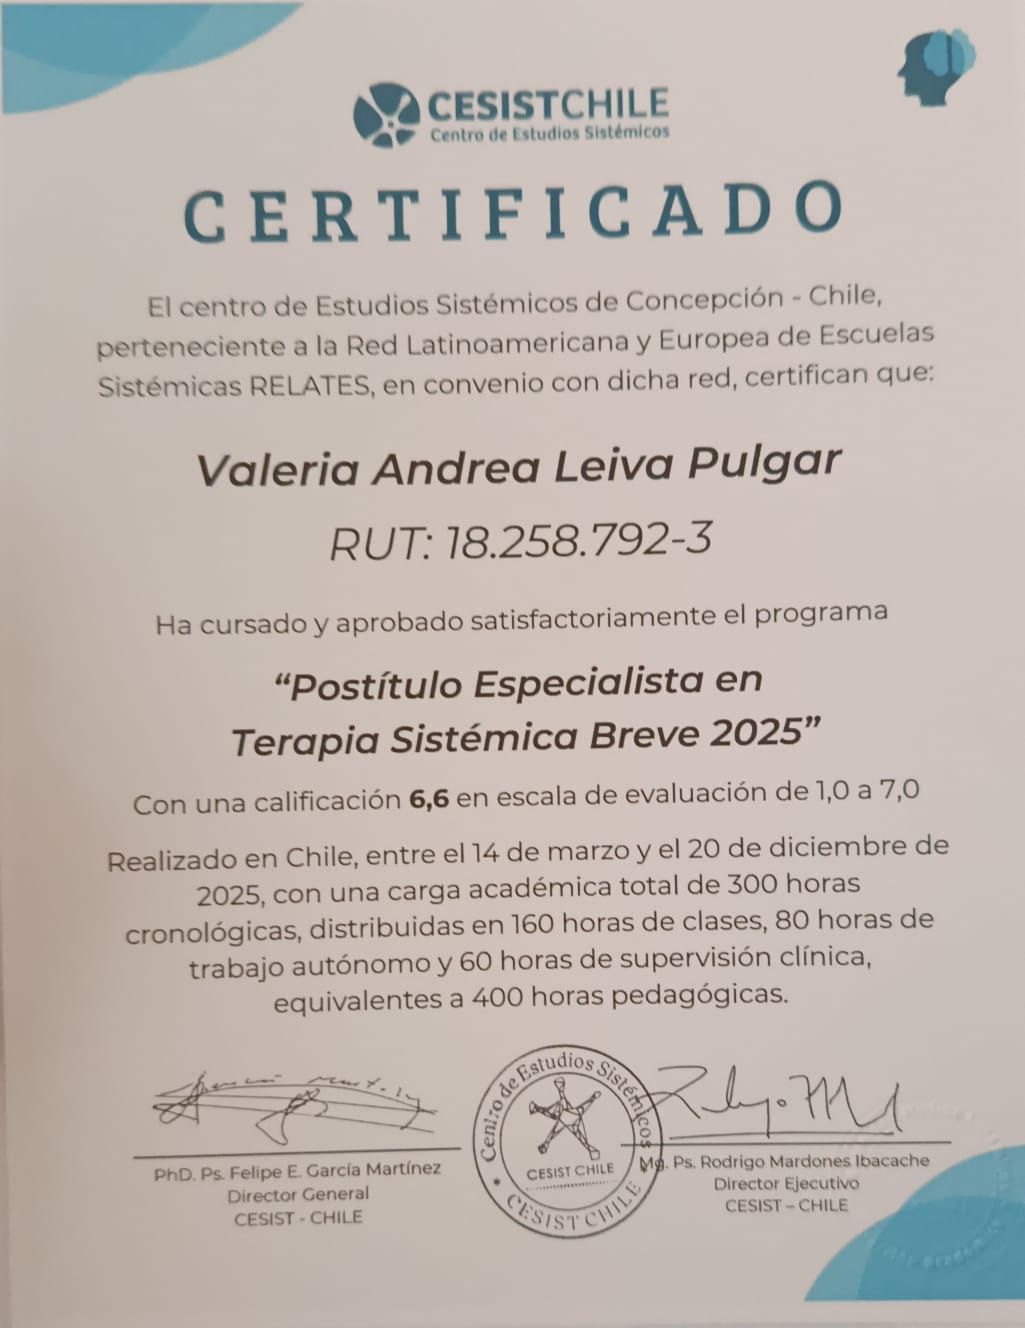 CESISTCHILE
Centro de Estudios Sistémicos
CERTIFICADO
El centro de Estudios Sistémicos de Concepción - Chile,
perteneciente a la Red Latinoamericana y Europea de Escuelas
Sistémicas RELATES, en convenio con dicha red, certifican que:
Valeria Andrea Leiva Pulgar
RUT: 18.258.792-3
Ha cursado y aprobado satisfactoriamente el programa
“Postítulo Especialista en
Terapia Sistémica Breve 2025”
Con una calificación 6,6 en escala de evaluación de 1,0 a 7,0
Realizado en Chile, entre el 14 de marzo y el 20 de diciembre de
2025, con una carga académica total de 300 horas
cronológicas, distribuidas en 160 horas de clases, 80 horas de
trabajo autónomo y 60 horas de supervisión clínica,
equivalentes a 400 horas pedagógicas.
Centro de Estudios Sistémicos
CESIST CHILE
• CESIST CHILE •
PhD. Ps. Felipe E. García Martínez
Director General
CESIST - CHILE
Mg. Ps. Rodrigo Mardones Ibacache
Director Ejecutivo
CESIST – CHILE